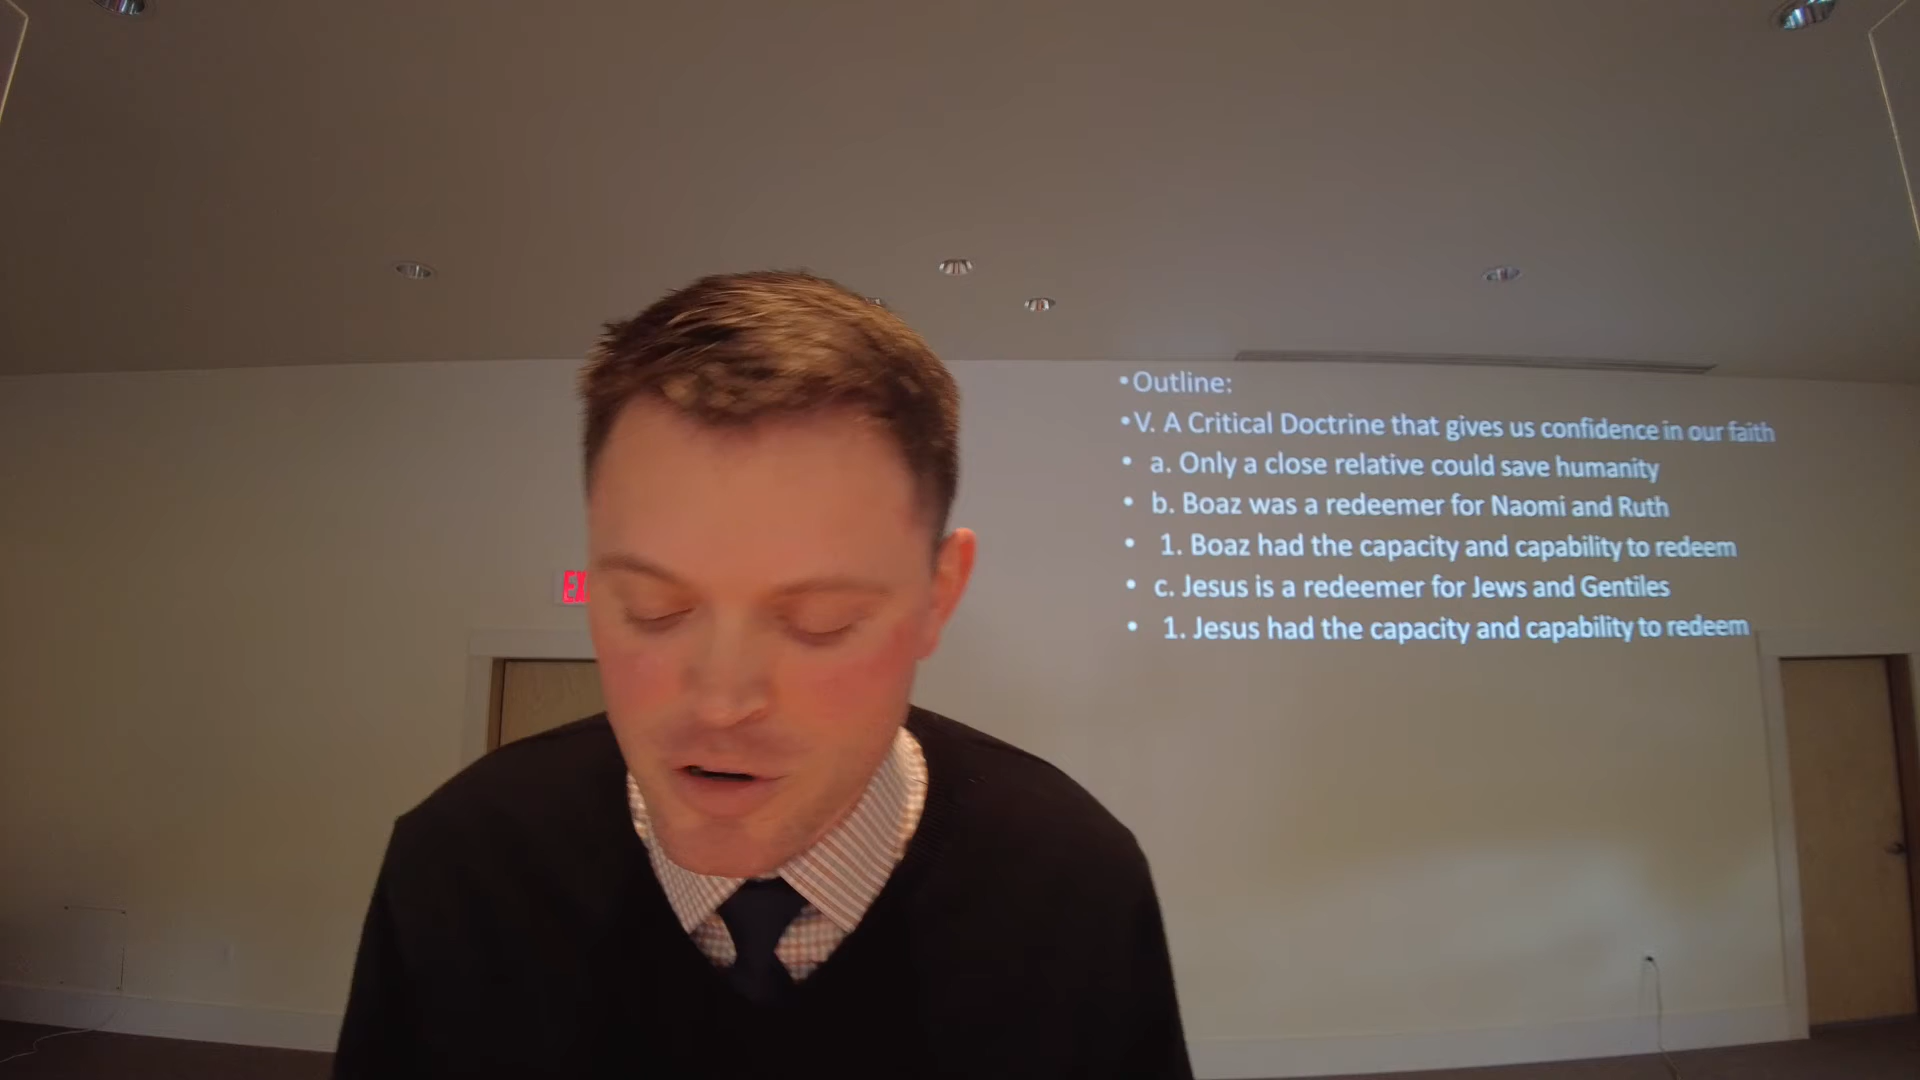 •Outline:
•V. A Critical Doctrine that gives us confidence in our faith
• a. Only a close relative could save humanity
• b. Boaz was a redeemer for Naomi and Ruth
• 1. Boaz had the capacity and capability to redeem
• c. Jesus is a redeemer for Jews and Gentiles
• 1. Jesus had the capacity and capability to redeem
EX